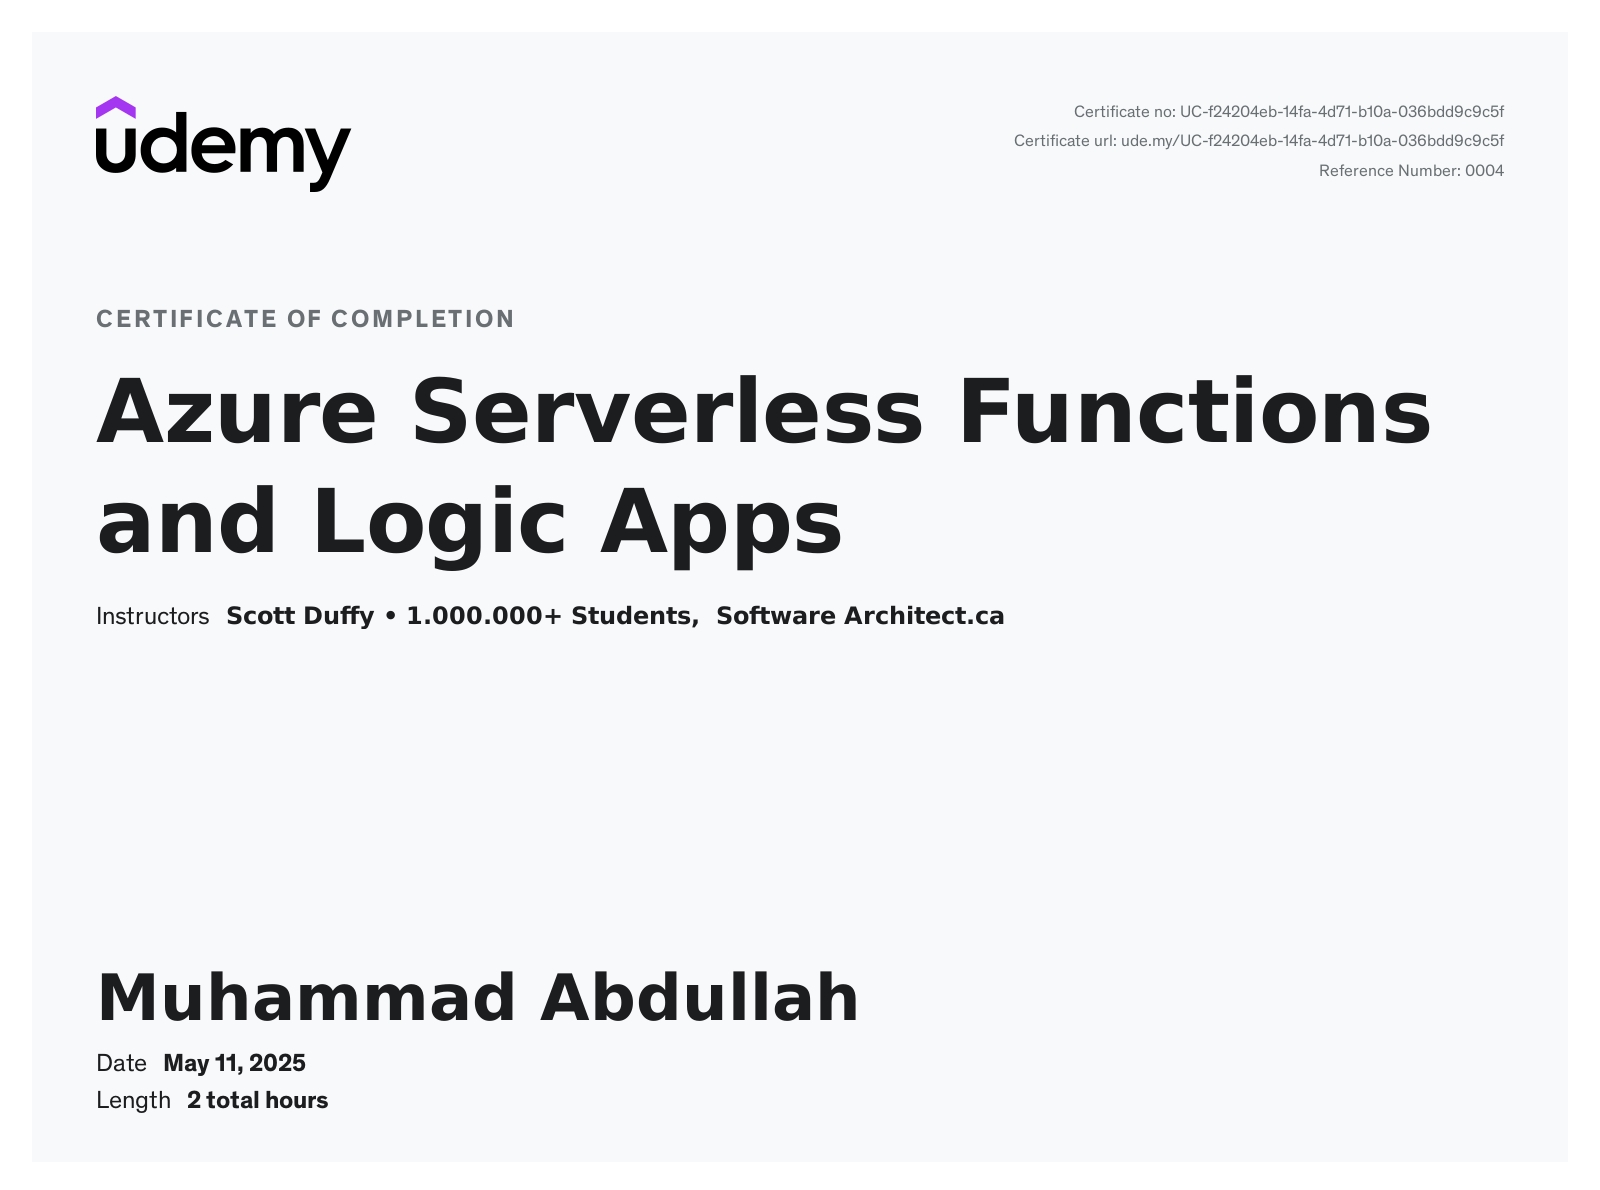 udemy
Certificate no: UC-f24204eb-14fa-4d71-b10a-036bdd9c9c5f
Certificate url: ude.my/UC-f24204eb-14fa-4d71-b10a-036bdd9c9c5f
Reference Number: 0004
CERTIFICATE OF COMPLETION
Azure Serverless Functions
and Logic Apps
Instructors Scott Duffy • 1.000.000+ Students, Software Architect.ca
Muhammad Abdullah
Date May 11, 2025
Length 2 total hours